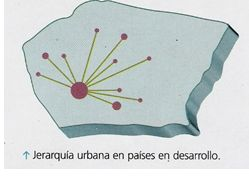 ↑ Jerarquía urbana en países en desarrollo.